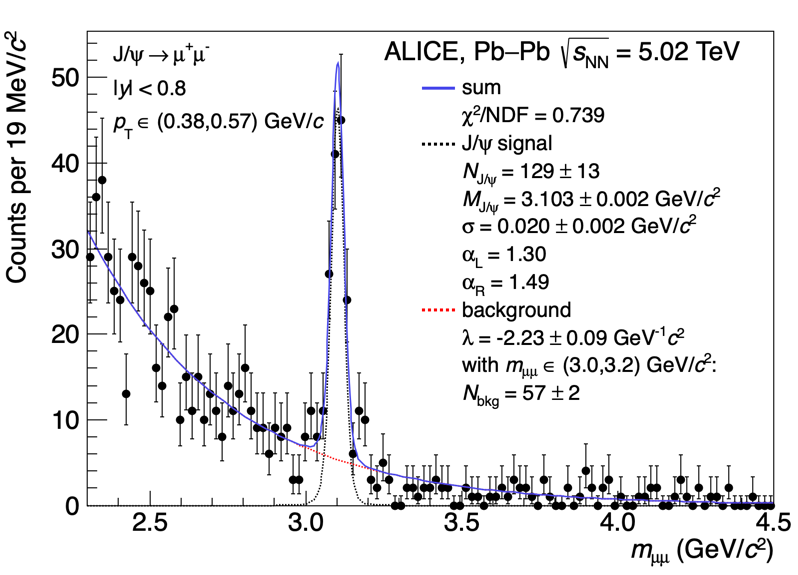 Counts per 19 MeV/c²
50
40
30
20
10
0
J/ψ → μ⁺μ⁻
|y| < 0.8
p_T ∈ (0.38,0.57) GeV/c
ALICE, Pb–Pb √s_NN = 5.02 TeV
sum
χ²/NDF = 0.739
J/ψ signal
N_J/ψ = 129 ± 13
M_J/ψ = 3.103 ± 0.002 GeV/c²
σ = 0.020 ± 0.002 GeV/c²
α_L = 1.30
α_R = 1.49
background
λ = -2.23 ± 0.09 GeV⁻¹c²
with m_μμ ∈ (3.0,3.2) GeV/c²:
N_bkg = 57 ± 2
2.5 3.0 3.5 4.0 4.5
m_μμ (GeV/c²)